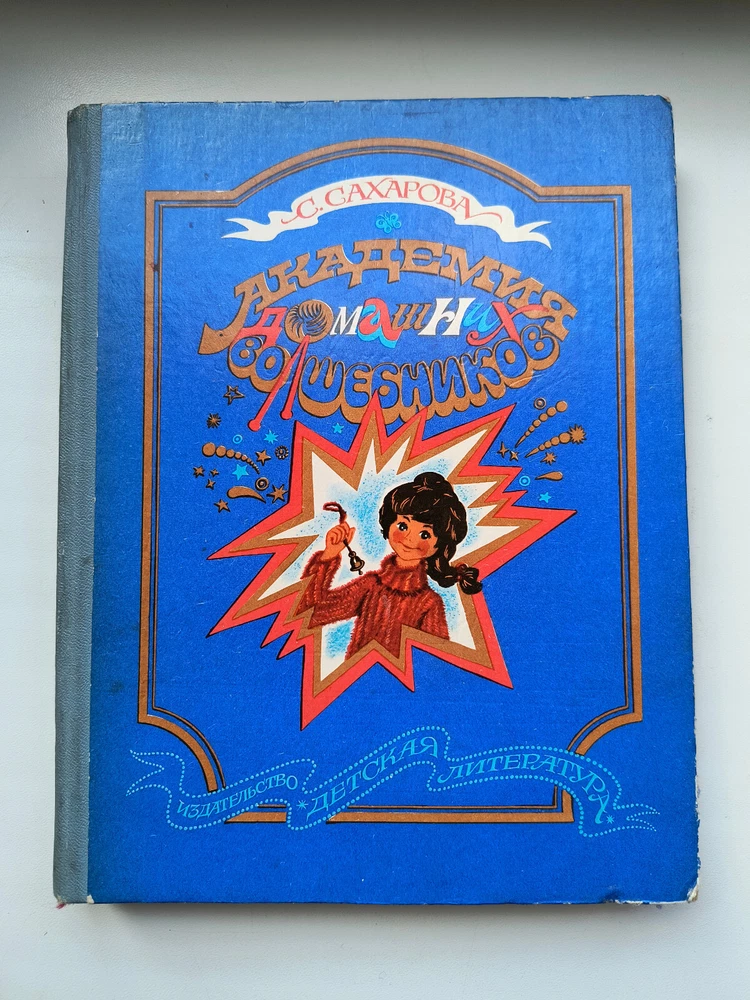 С. САХАРОВА
АКАДЕМИЯ
ДОМАШНИХ
ВОЛШЕБНИКОВ
ИЗДАТЕЛЬСТВО *ДЕТСКАЯ ЛИТЕРАТУРА*